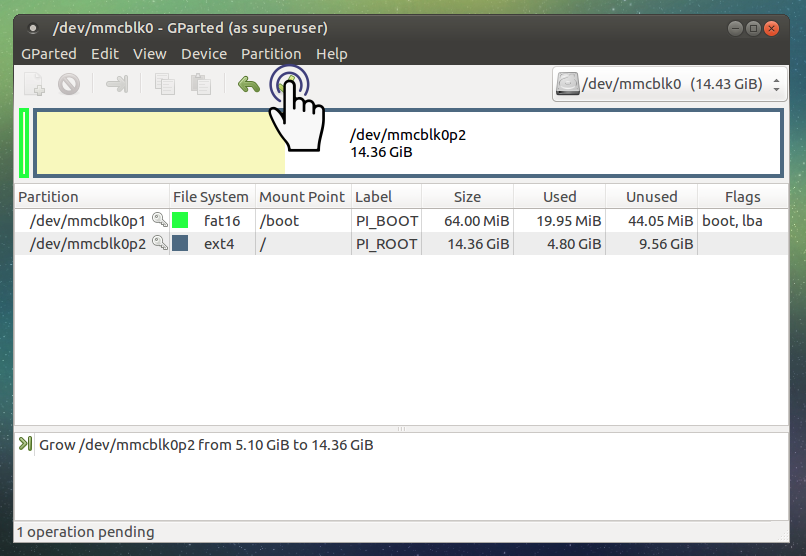 /dev/mmcblk0 - GParted (as superuser)
GParted Edit View Device Partition Help
/dev/mmcblk0 (14.43 GiB)
/dev/mmcblk0p2
14.36 GiB
Partition File System Mount Point Label Size Used Unused Flags
/dev/mmcblk0p1 fat16 /boot PI_BOOT 64.00 MiB 19.95 MiB 44.05 MiB boot, lba
/dev/mmcblk0p2 ext4 / PI_ROOT 14.36 GiB 4.80 GiB 9.56 GiB
Grow /dev/mmcblk0p2 from 5.10 GiB to 14.36 GiB
1 operation pending